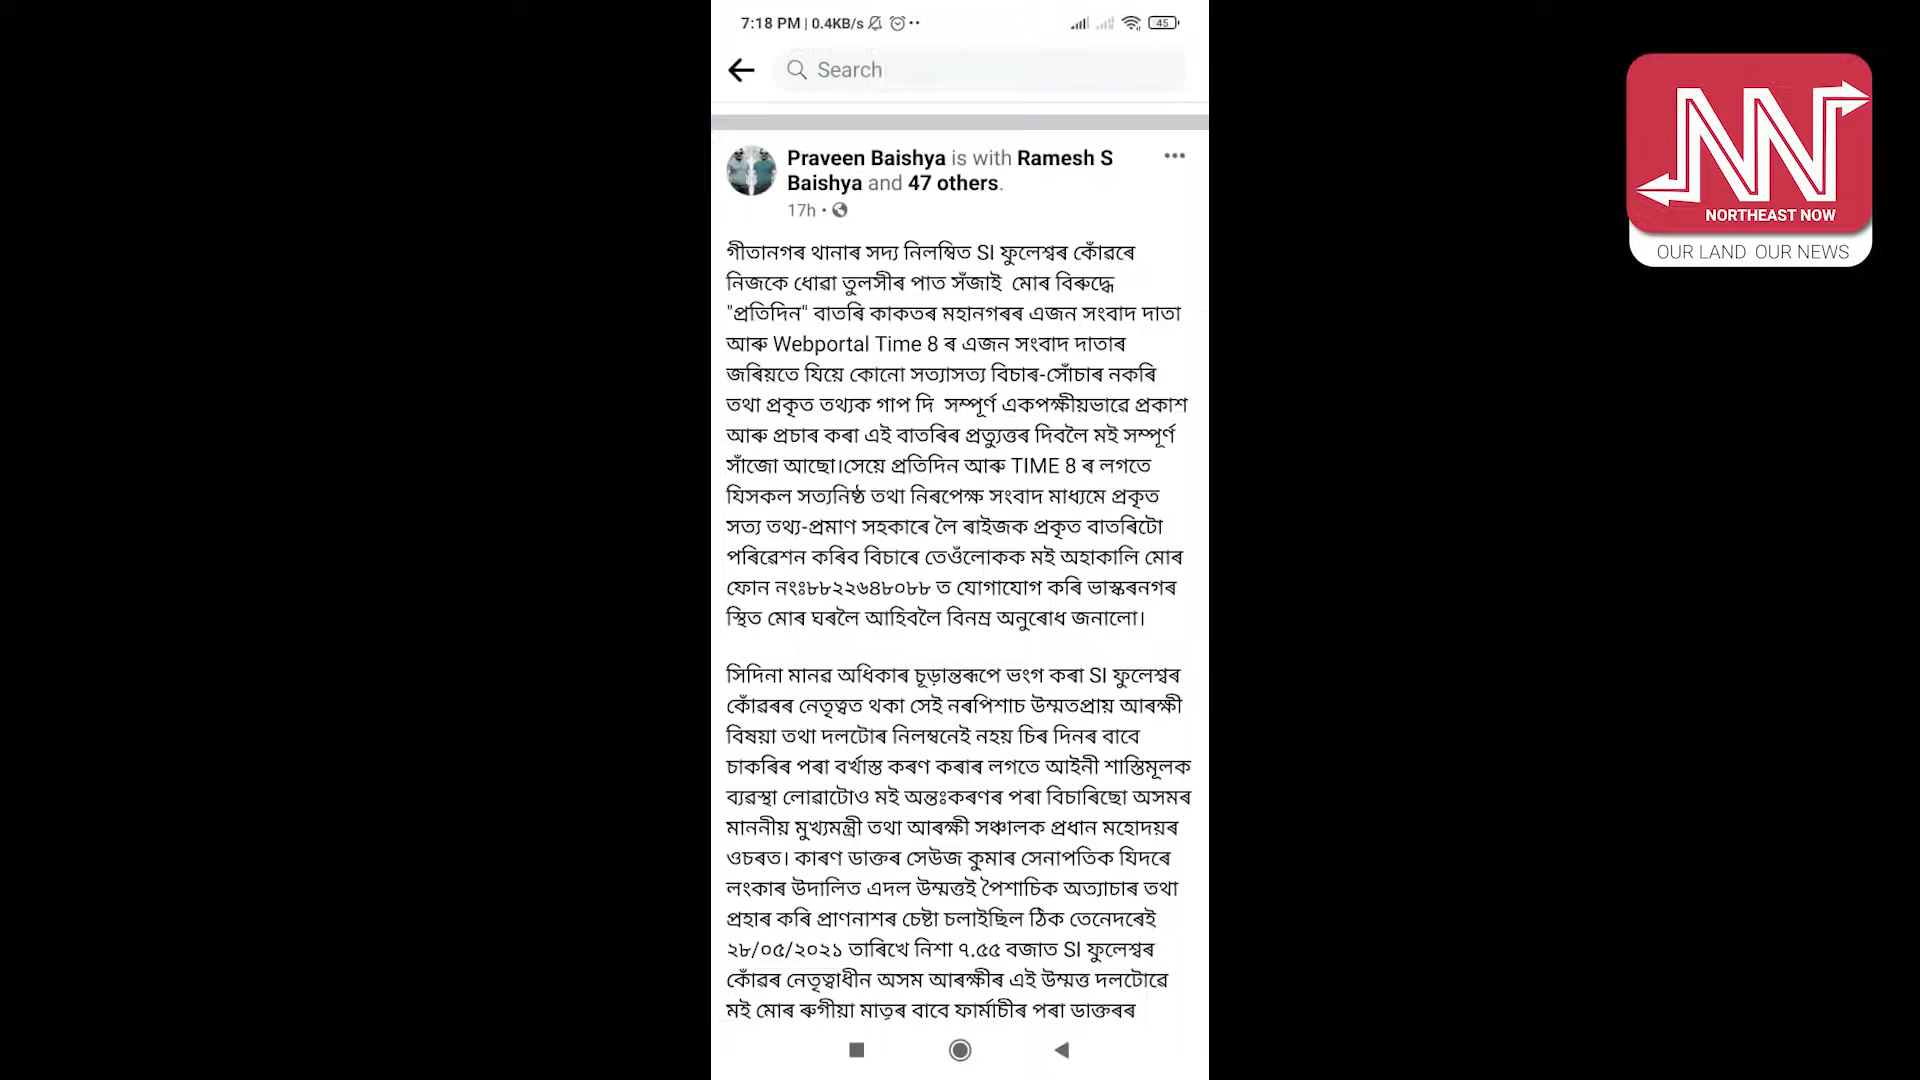 7:18 PM | 0.4KB/s
45
Search
Praveen Baishya is with Ramesh S
Baishya and 47 others.
17h
গীতানগৰ থানাৰ সদ্য নিলম্বিত SI ফুলেশ্বৰ কোঁৱৰে
নিজকে ধোৱা তুলসীৰ পাত সঁজাই মোৰ বিৰুদ্ধে
"প্ৰতিদিন" বাতৰি কাকতৰ মহানগৰৰ এজন সংবাদ দাতা
আৰু Webportal Time 8 ৰ এজন সংবাদ দাতাৰ
জৰিয়তে যিয়ে কোনো সত্যাসত্য বিচাৰ-সোঁচাৰ নকৰি
তথা প্ৰকৃত তথ্যক গাপ দি সম্পূৰ্ণ একপক্ষীয়ভাৱে প্ৰকাশ
আৰু প্ৰচাৰ কৰা এই বাতৰিৰ প্ৰত্যুত্তৰ দিবলৈ মই সম্পূৰ্ণ
সাঁজো আছো।সেয়ে প্ৰতিদিন আৰু TIME 8 ৰ লগতে
যিসকল সত্যনিষ্ঠ তথা নিৰপেক্ষ সংবাদ মাধ্যমে প্ৰকৃত
সত্য তথ্য-প্ৰমাণ সহকাৰে লৈ ৰাইজক প্ৰকৃত বাতৰিটো
পৰিৱেশন কৰিব বিচাৰে তেওঁলোকক মই অহাকালি মোৰ
ফোন নংঃ৮৮২২৬৪৮০৮৮ ত যোগাযোগ কৰি ভাস্কৰনগৰ
স্থিত মোৰ ঘৰলৈ আহিবলৈ বিনম্ৰ অনুৰোধ জনালো।
সিদিনা মানৱ অধিকাৰ চূড়ান্তৰূপে ভংগ কৰা SI ফুলেশ্বৰ
কোঁৱৰৰ নেতৃত্বত থকা সেই নৰপিশাচ উম্মতপ্ৰায় আৰক্ষী
বিষয়া তথা দলটোৰ নিলম্বনেই নহয় চিৰ দিনৰ বাবে
চাকৰিৰ পৰা বৰ্খাস্ত কৰণ কৰাৰ লগতে আইনী শাস্তিমূলক
ব্যৱস্থা লোৱাটোও মই অন্তঃকৰণৰ পৰা বিচাৰিছো অসমৰ
মাননীয় মুখ্যমন্ত্ৰী তথা আৰক্ষী সঞ্চালক প্ৰধান মহোদয়ৰ
ওচৰত। কাৰণ ডাক্তৰ সেউজ কুমাৰ সেনাপতিক যিদৰে
লংকাৰ উদালিত এদল উম্মত্তই পৈশাচিক অত্যাচাৰ তথা
প্ৰহাৰ কৰি প্ৰাণনাশৰ চেষ্টা চলাইছিল ঠিক তেনেদৰেই
২৮/০৫/২০২১ তাৰিখে নিশা ৭.৫৫ বজাত SI ফুলেশ্বৰ
কোঁৱৰ নেতৃত্বাধীন অসম আৰক্ষীৰ এই উম্মত্ত দলটোৱে
মই মোৰ ৰুগীয়া মাতৃৰ বাবে ফাৰ্মাচীৰ পৰা ডাক্তৰৰ
NORTHEAST NOW
OUR LAND OUR NEWS